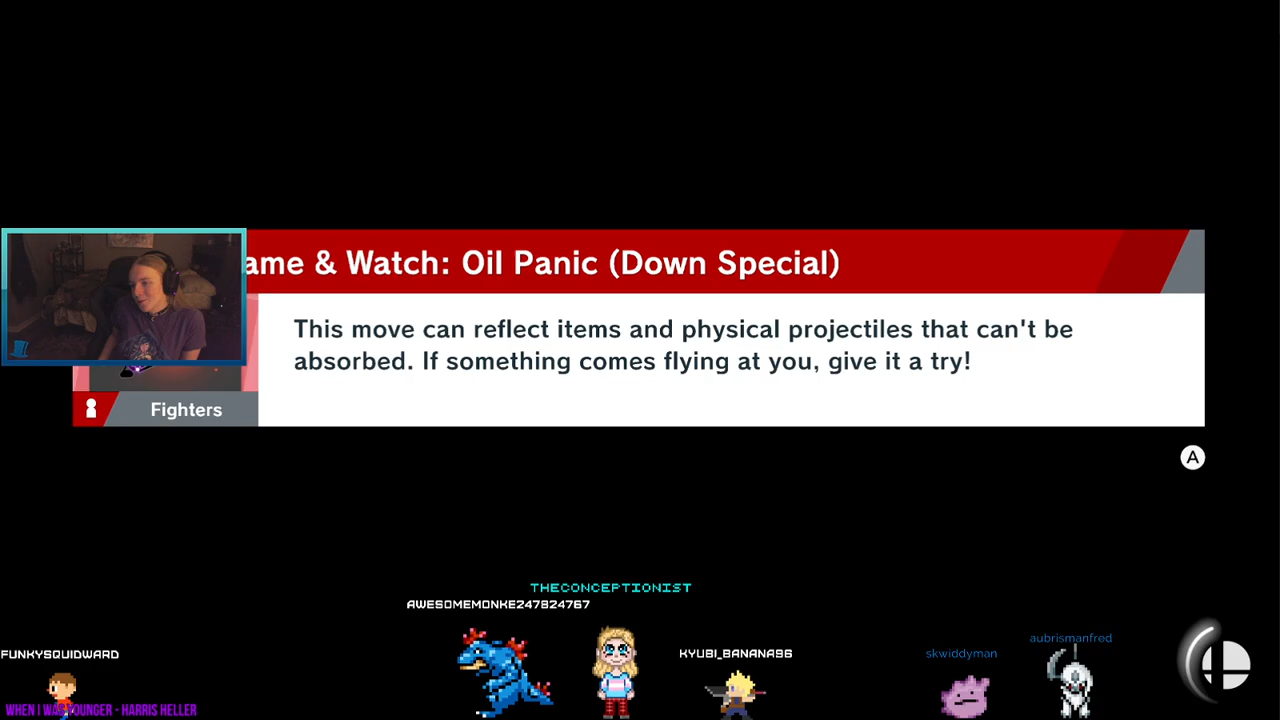 ame & Watch: Oil Panic (Down Special)
This move can reflect items and physical projectiles that can't be
absorbed. If something comes flying at you, give it a try!
Fighters
A
THECONCEPTIONIST
AWESOMEMONKE247824767
FUNKYSQUIDWARD
KYUBI_BANANA96
skwiddyman
aubrismanfred
WHEN I WAS YOUNGER - HARRIS HELLER